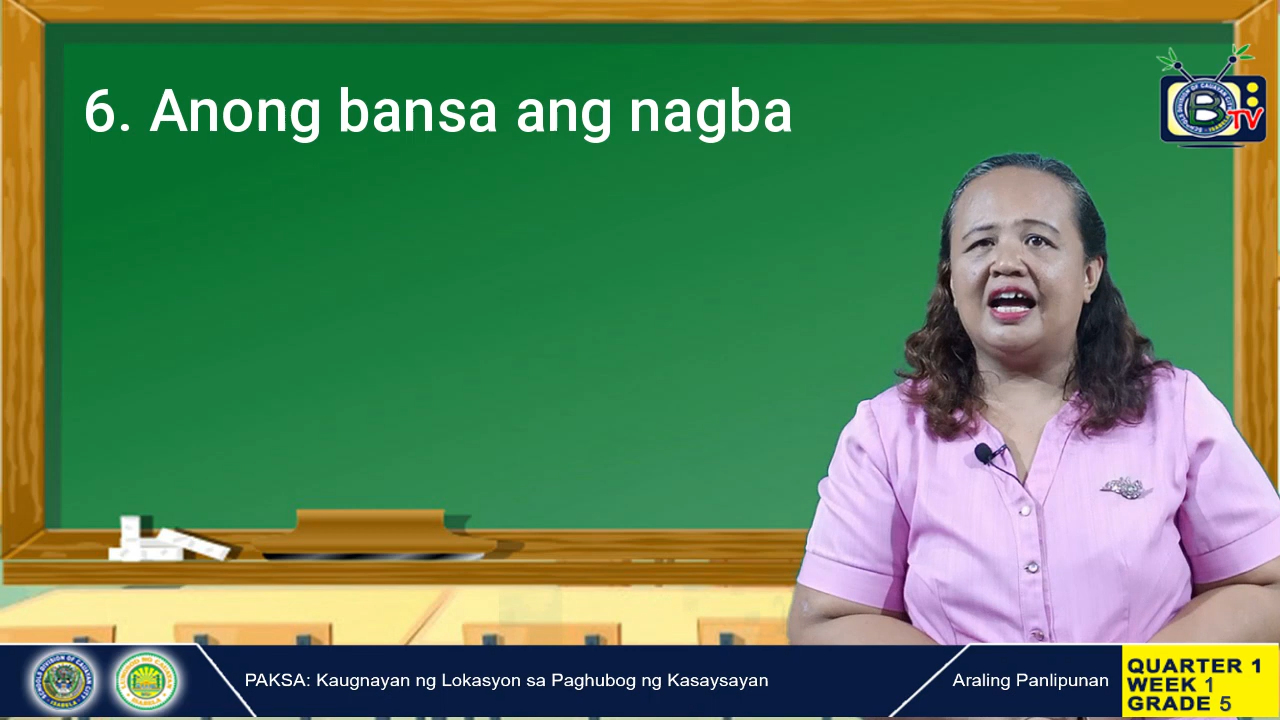 6. Anong bansa ang nagba
B
TV
PAKSA: Kaugnayan ng Lokasyon sa Paghubog ng Kasaysayan
Araling Panlipunan
QUARTER 1
WEEK 1
GRADE 5